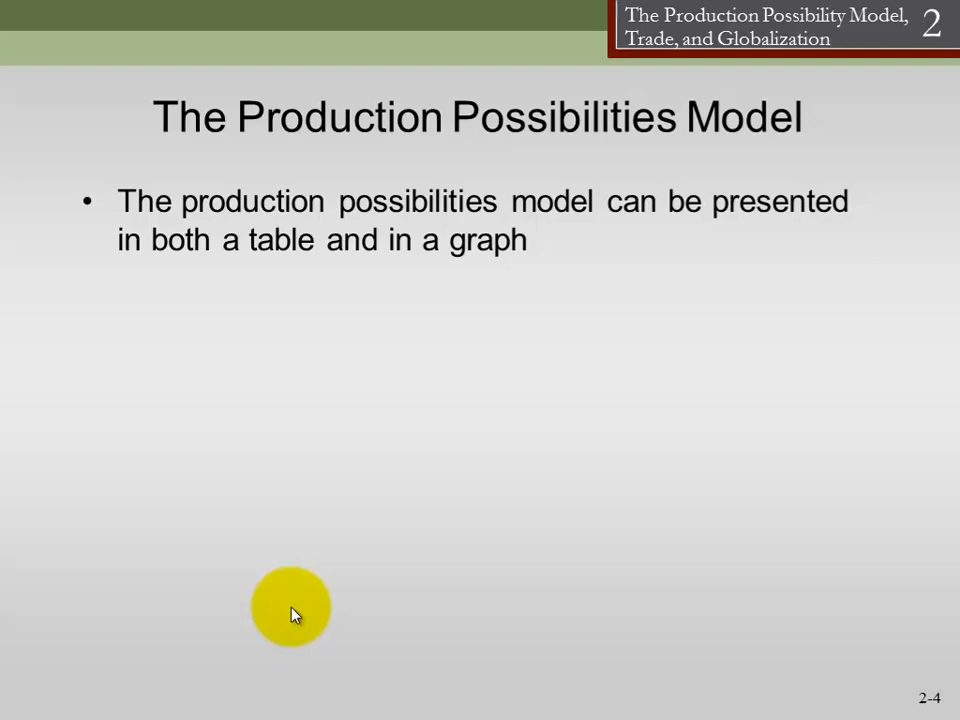 The Production Possibility Model,
Trade, and Globalization
2
The Production Possibilities Model
• The production possibilities model can be presented
in both a table and in a graph
2-4